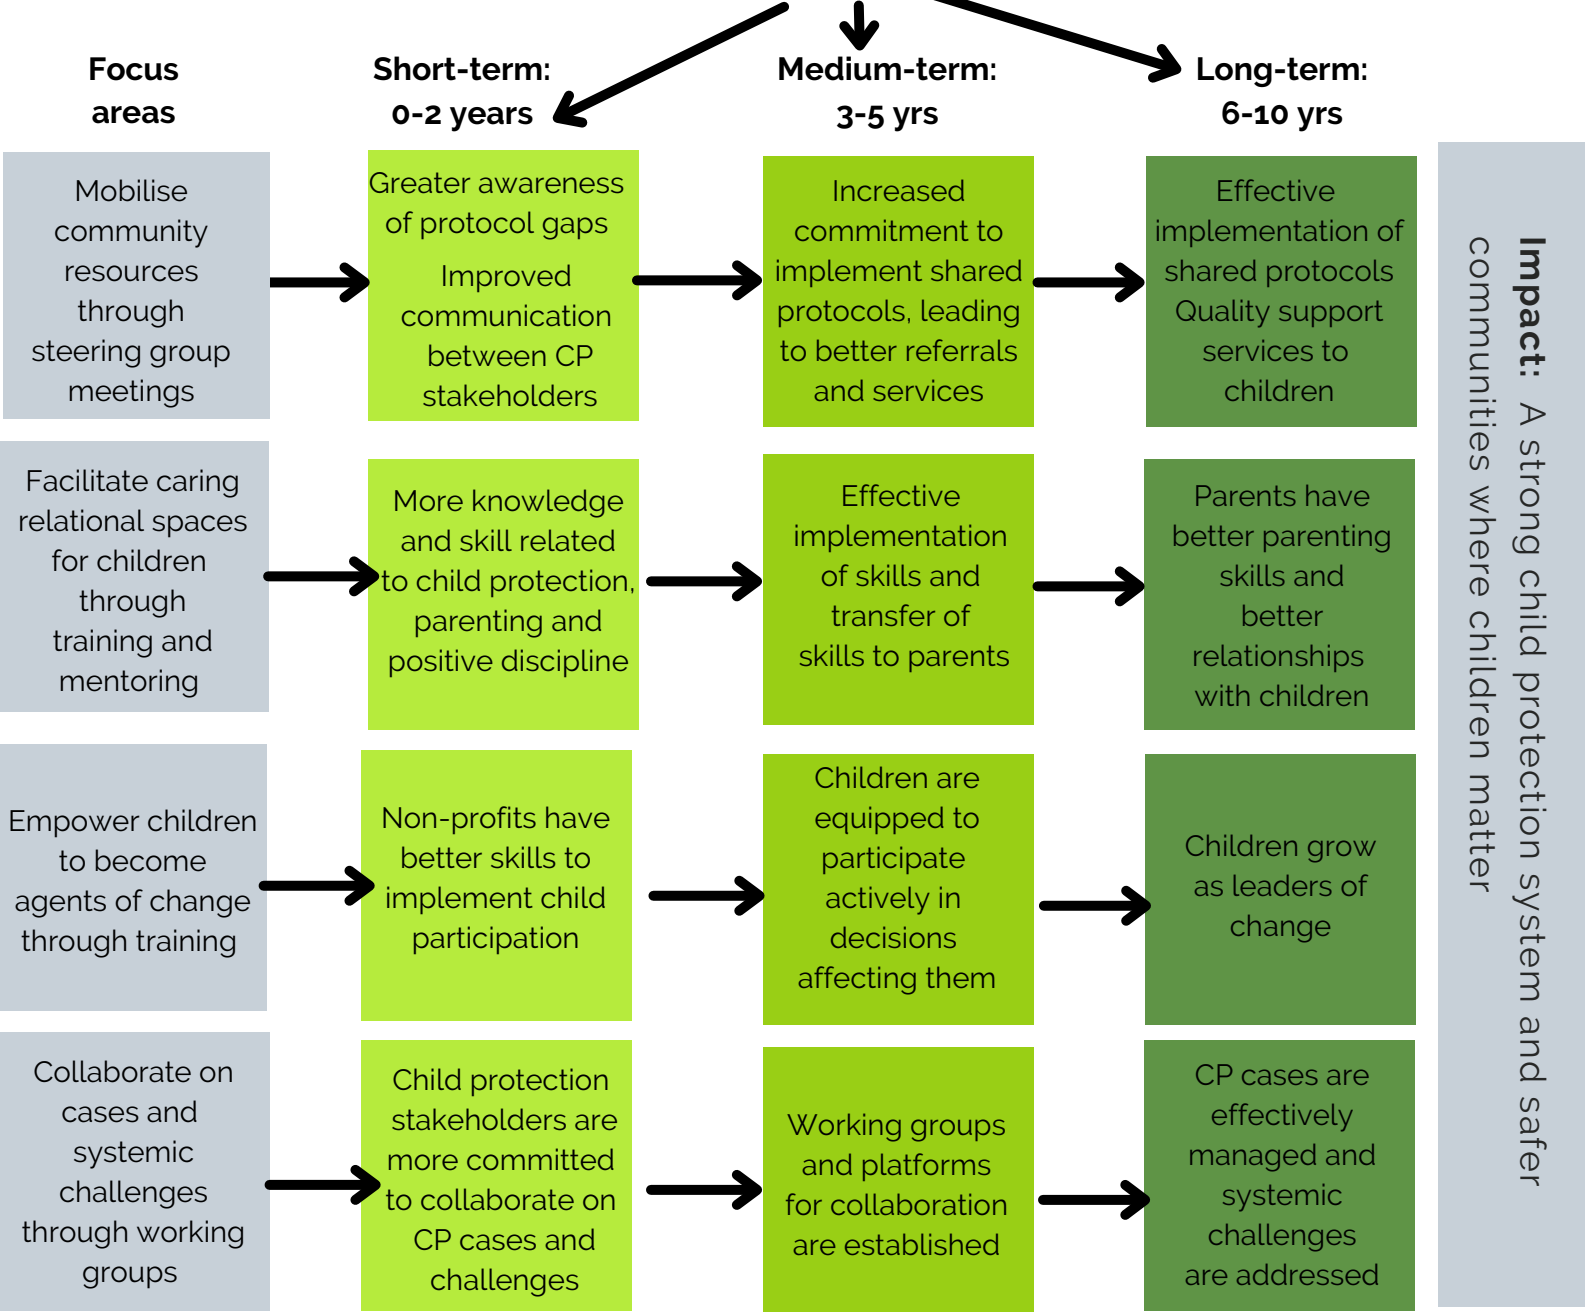 Focus
areas
Short-term:
0-2 years
Medium-term:
3-5 yrs
Long-term:
6-10 yrs
Mobilise
community
resources
through
steering group
meetings
Greater awareness
of protocol gaps
Improved
communication
between CP
stakeholders
Increased
commitment to
implement shared
protocols, leading
to better referrals
and services
Effective
implementation of
shared protocols
Quality support
services to
children
Facilitate caring
relational spaces
for children
through
training and
mentoring
More knowledge
and skill related
to child protection,
parenting and
positive discipline
Effective
implementation
of skills and
transfer of
skills to parents
Parents have
better parenting
skills and
better
relationships
with children
Empower children
to become
agents of change
through training
Non-profits have
better skills to
implement child
participation
Children are
equipped to
participate
actively in
decisions
affecting them
Children grow
as leaders of
change
Collaborate on
cases and
systemic
challenges
through working
groups
Child protection
stakeholders are
more committed
to collaborate on
CP cases and
challenges
Working groups
and platforms
for collaboration
are established
CP cases are
effectively
managed and
systemic
challenges
are addressed
Impact: A strong child protection system and safer
communities where children matter